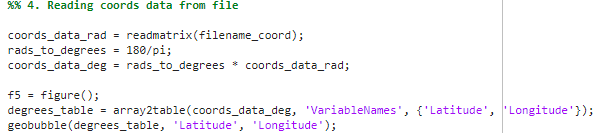 %% 4. Reading coords data from file
coords_data_rad = readmatrix(filename_coord);
rads_to_degrees = 180/pi;
coords_data_deg = rads_to_degrees * coords_data_rad;
f5 = figure();
degrees_table = array2table(coords_data_deg, 'VariableNames', {'Latitude', 'Longitude'});
geobubble(degrees_table, 'Latitude', 'Longitude');